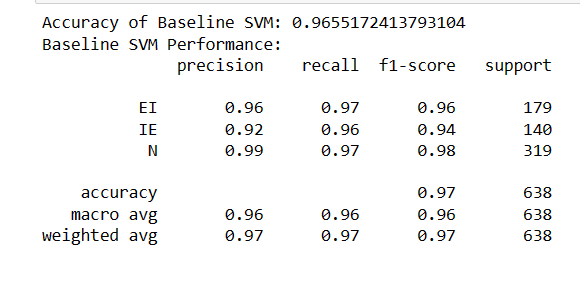 Accuracy of Baseline SVM: 0.9655172413793104
Baseline SVM Performance:
precision recall f1-score support
EI 0.96 0.97 0.96 179
IE 0.92 0.96 0.94 140
N 0.99 0.97 0.98 319
accuracy 0.97 638
macro avg 0.96 0.96 0.96 638
weighted avg 0.97 0.97 0.97 638